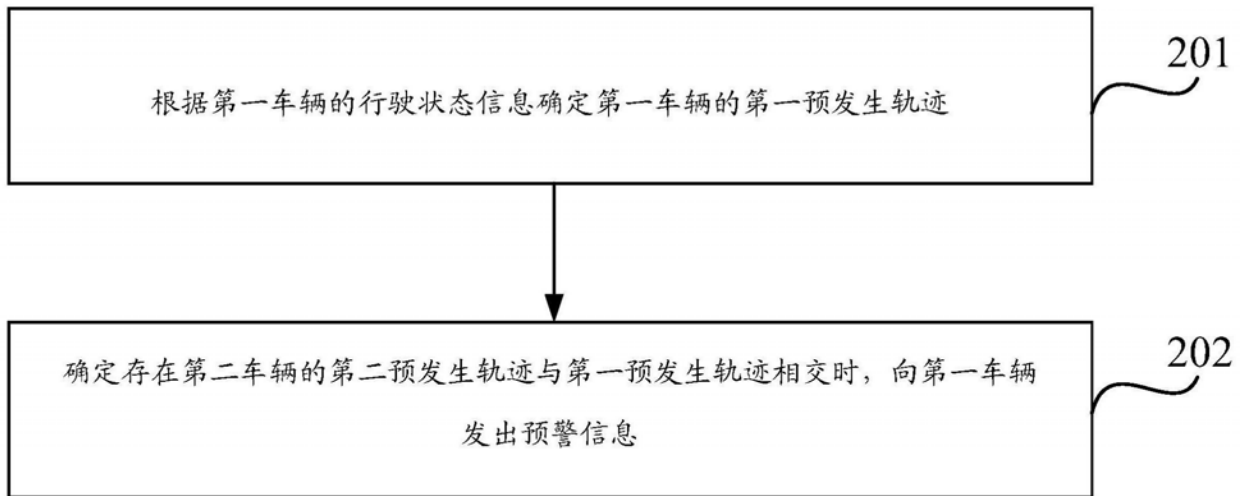 201
根据第一车辆的行驶状态信息确定第一车辆的第一预发生轨迹
202
确定存在第二车辆的第二预发生轨迹与第一预发生轨迹相交时，向第一车辆
发出预警信息